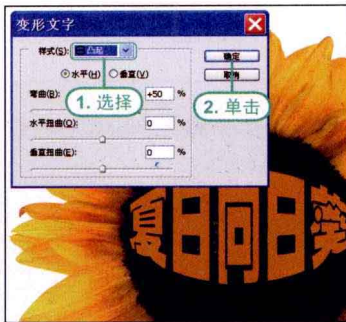 变形文字
样式(S): 凸起
水平(H) 垂直(V)
弯曲(B): +50 %
水平扭曲(O): 0 %
垂直扭曲(E): 0 %
确定
取消
1. 选择
2. 单击
夏日问日葵